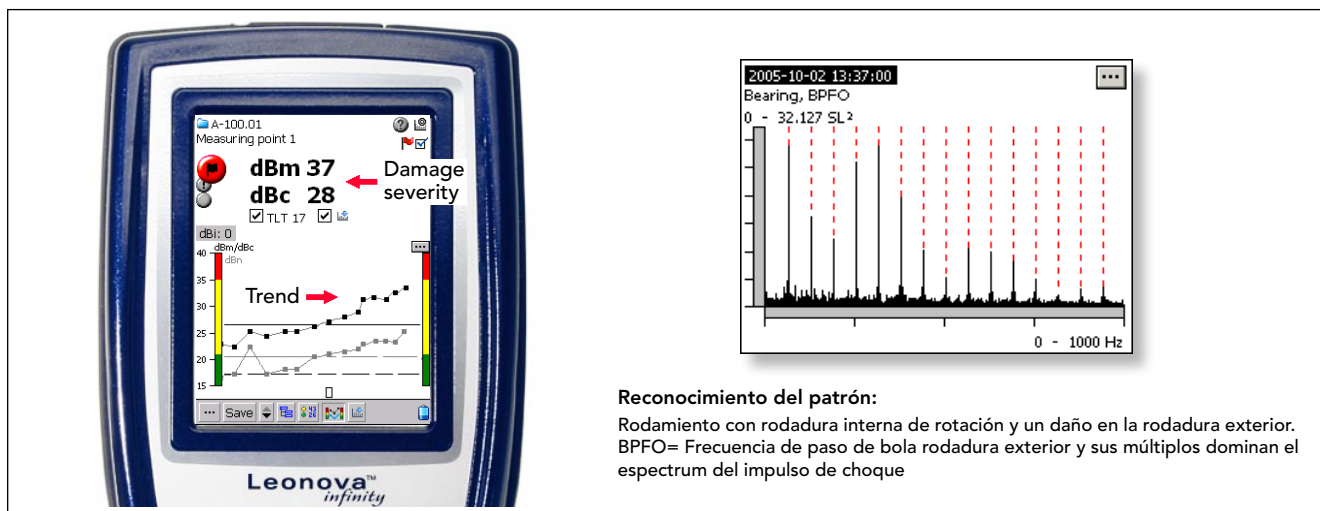 A-100.01
Measuring point 1
dBm 37
dBc 28
TLT 17
Damage
severity
dBi: 0
dBm/dBc
dBn
40
35
30
25
20
15
Trend
... Save
Leonova™
infinity
2005-10-02 13:37:00
...
Bearing, BPFO
0 - 32.127 SL²
0 - 1000 Hz
Reconocimiento del patrón:
Rodamiento con rodadura interna de rotación y un daño en la rodadura exterior.
BPFO= Frecuencia de paso de bola rodadura exterior y sus múltiplos dominan el
espectrum del impulso de choque